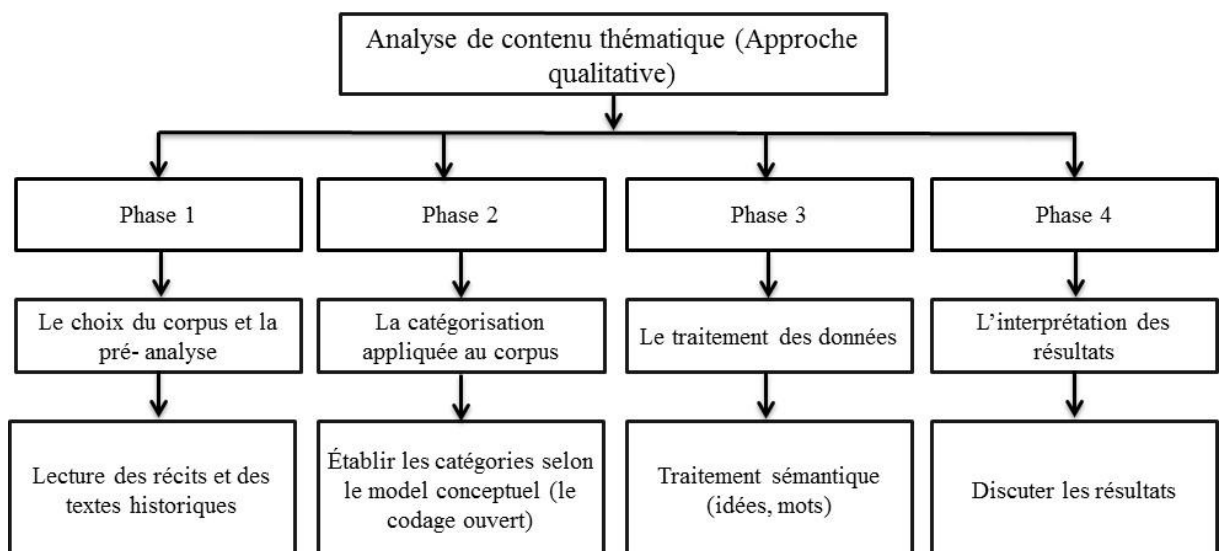 Analyse de contenu thématique (Approche
qualitative)
Phase 1
Phase 2
Phase 3
Phase 4
Le choix du corpus et la
pré- analyse
La catégorisation
appliquée au corpus
Le traitement des données
L’interprétation des
résultats
Lecture des récits et des
textes historiques
Établir les catégories selon
le model conceptuel (le
codage ouvert)
Traitement sémantique
(idées, mots)
Discuter les résultats